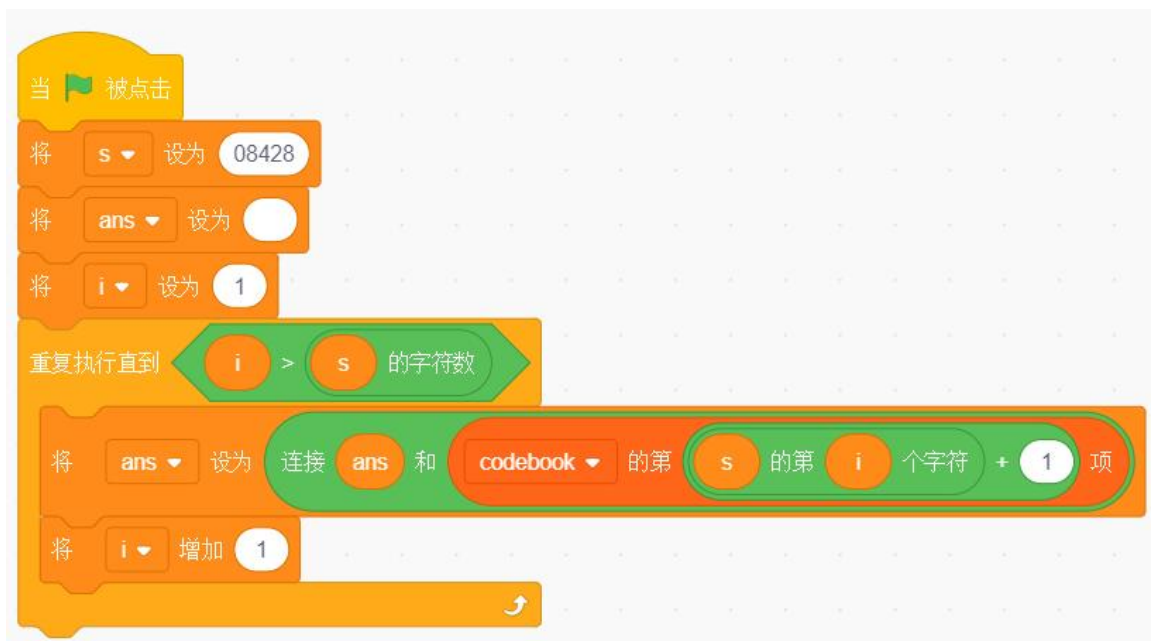 当 被点击
将 s 设为 08428
将 ans 设为
将 i 设为 1
重复执行直到 i > s 的字符数
将 ans 设为 连接 ans 和 codebook 的第 s 的第 i 个字符 + 1 项
将 i 增加 1